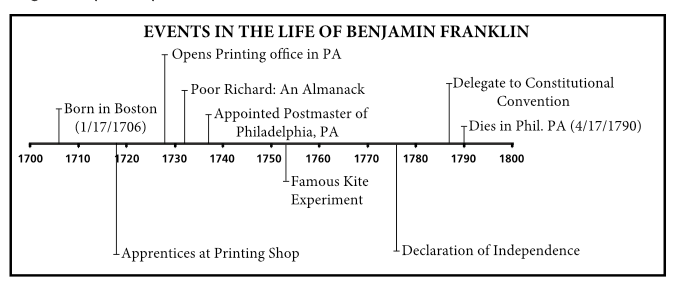 EVENTS IN THE LIFE OF BENJAMIN FRANKLIN
Opens Printing office in PA
Poor Richard: An Almanack
Delegate to Constitutional
Convention
Born in Boston
(1/17/1706)
Appointed Postmaster of
Philadelphia, PA
Dies in Phil. PA (4/17/1790)
1700 1710 1720 1730 1740 1750 1760 1770 1780 1790 1800
Famous Kite
Experiment
Apprentices at Printing Shop
Declaration of Independence